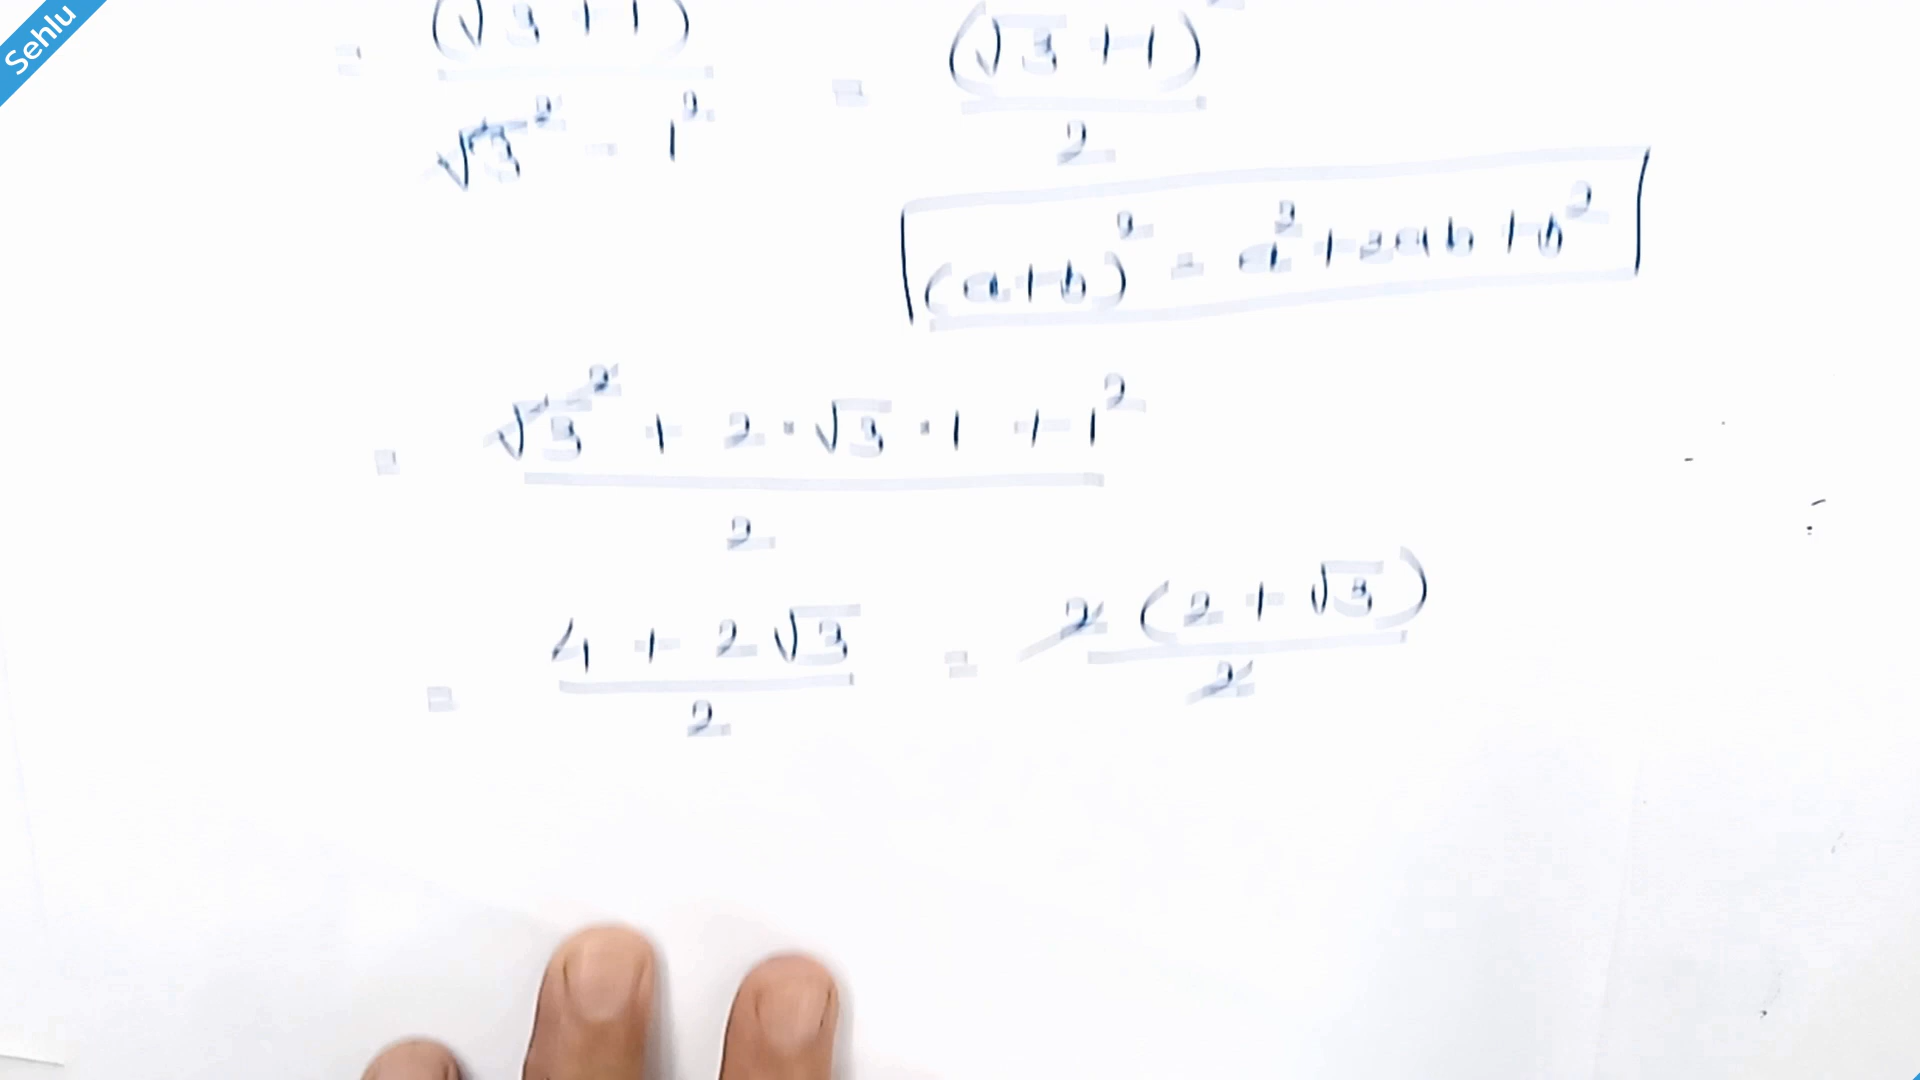 Sehlu
= (√3 + 1) / √3² - 1² = (√3 + 1)² / 2
(a+b)² = a² + 2ab + b²
= √3² + 2 · √3 · 1 + 1² / 2
= 4 + 2√3 / 2 = 2 (2 + √3) / 2